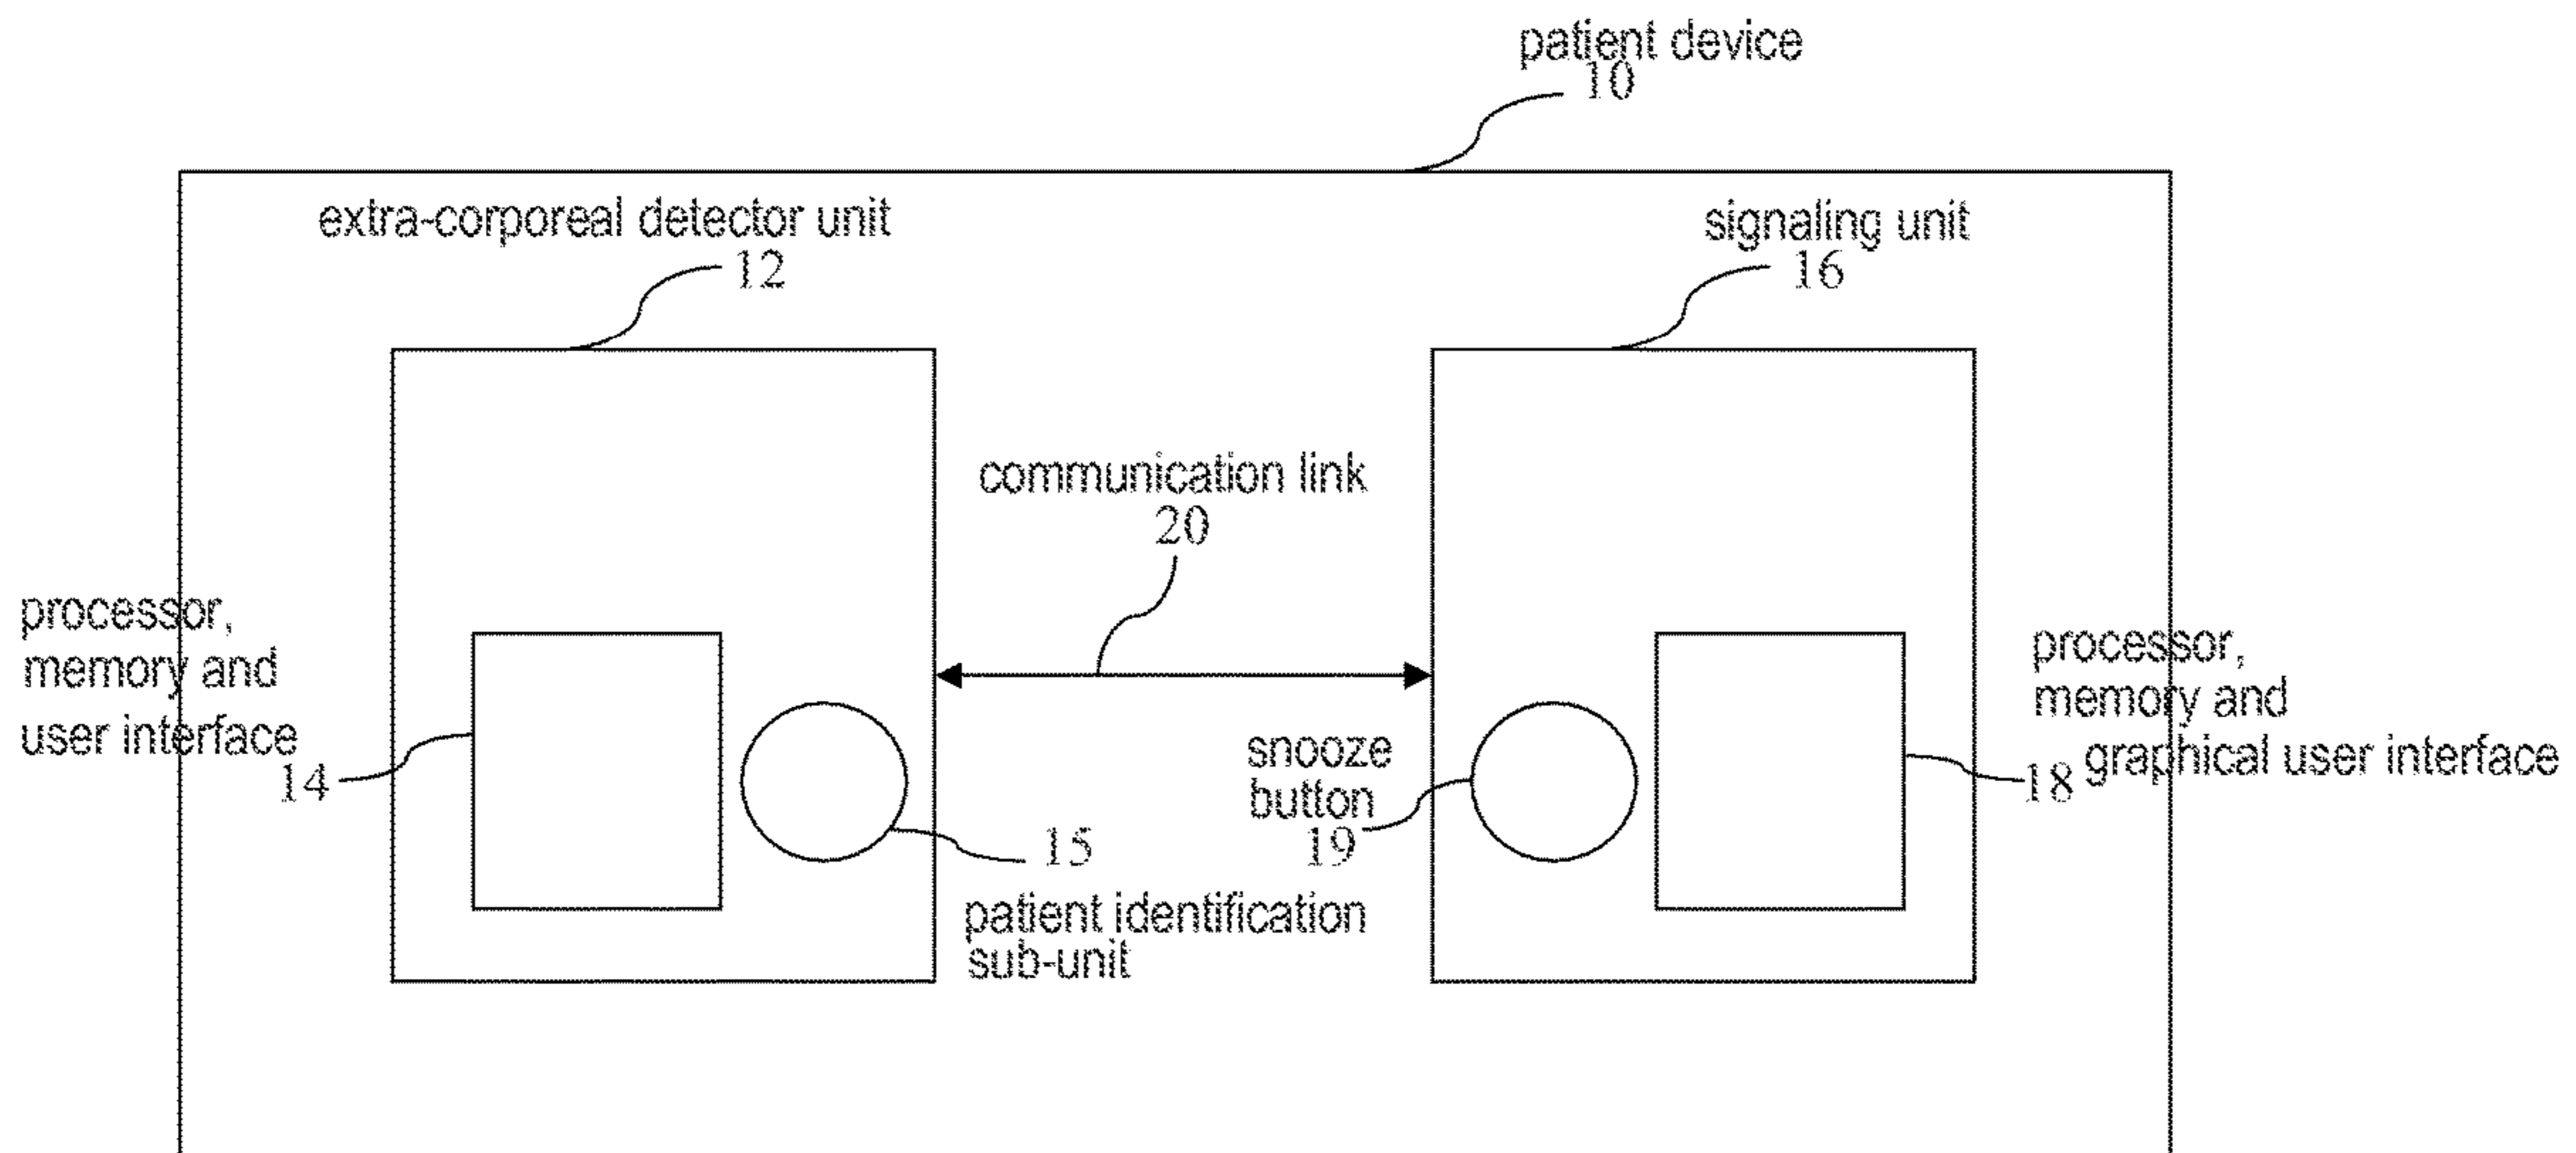 patient device
10
extra-corporeal detector unit
12
signaling unit
16
communication link
20
processor,
memory and
user interface
14
15
patient identification
sub-unit
snooze
button
19
processor,
memory and
graphical user interface
18